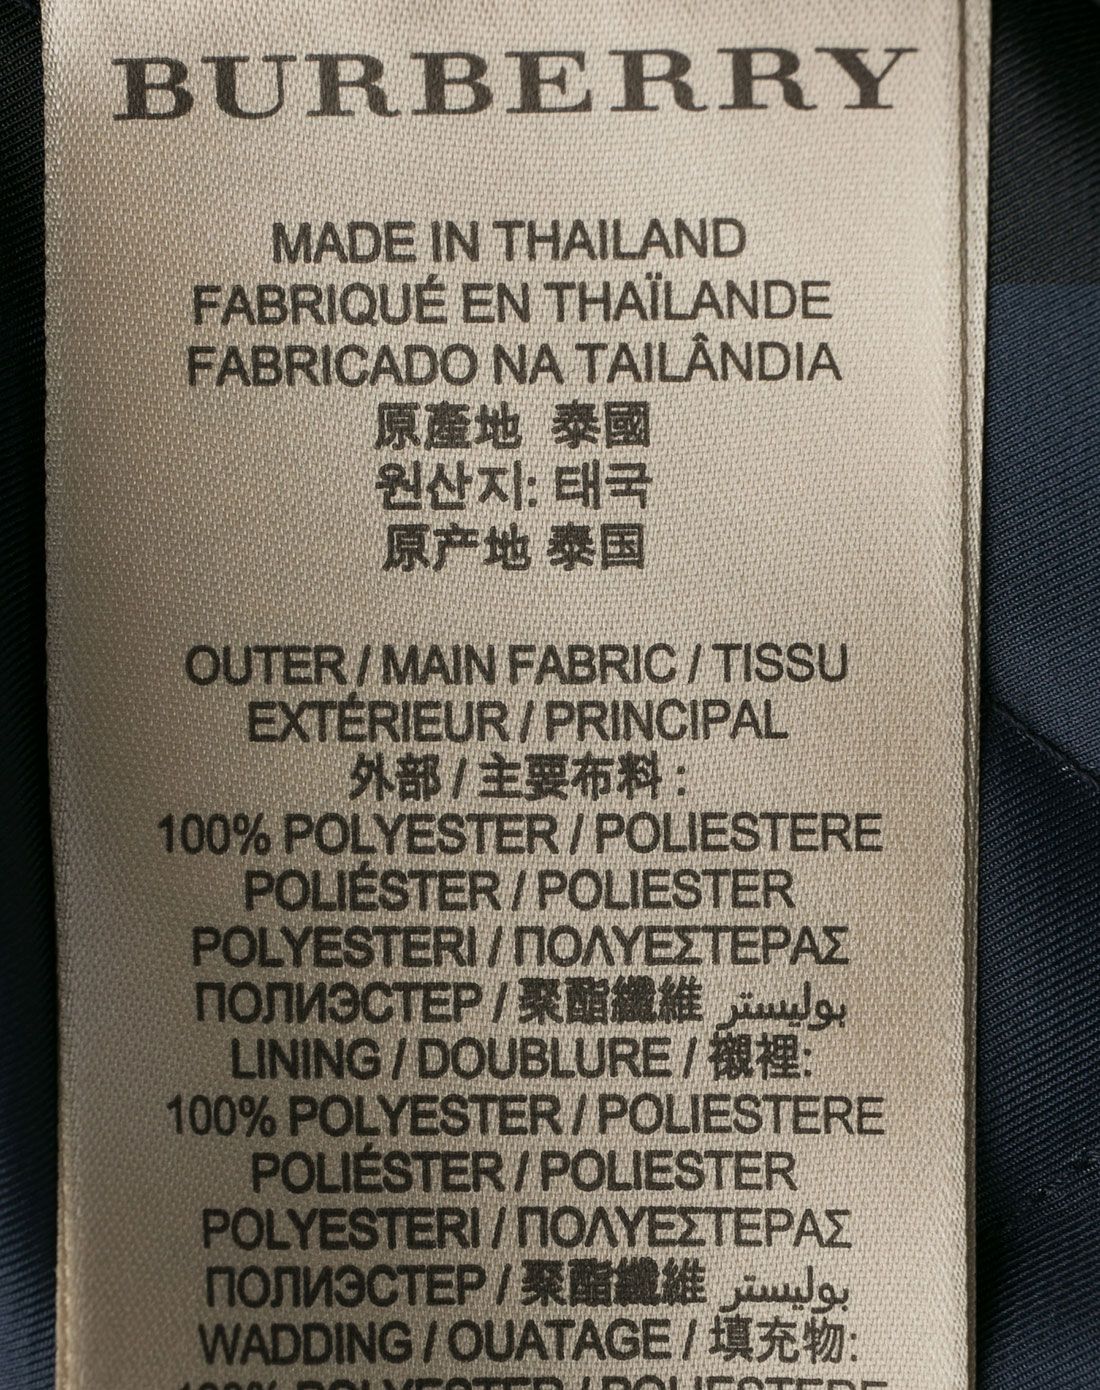 BURBERRY
MADE IN THAILAND
FABRIQUÉ EN THAÏLANDE
FABRICADO NA TAILÂNDIA
原產地 泰國
원산지: 태국
原产地 泰国
OUTER / MAIN FABRIC / TISSU
EXTÉRIEUR / PRINCIPAL
外部 / 主要布料 :
100% POLYESTER / POLIESTERE
POLIÉSTER / POLIESTER
POLYESTERI / ΠΟΛΥΕΣΤΕΡΑΣ
ПОЛИЭСТЕР / 聚酯纖維 بوليستر
LINING / DOUBLURE / 襯裡:
100% POLYESTER / POLIESTERE
POLIÉSTER / POLIESTER
POLYESTERI / ΠΟΛΥΕΣΤΕΡΑΣ
ПОЛИЭСТЕР / 聚酯纖維 بوليستر
WADDING / OUATAGE / 填充物:
100% POLYESTER / POLIESTERE